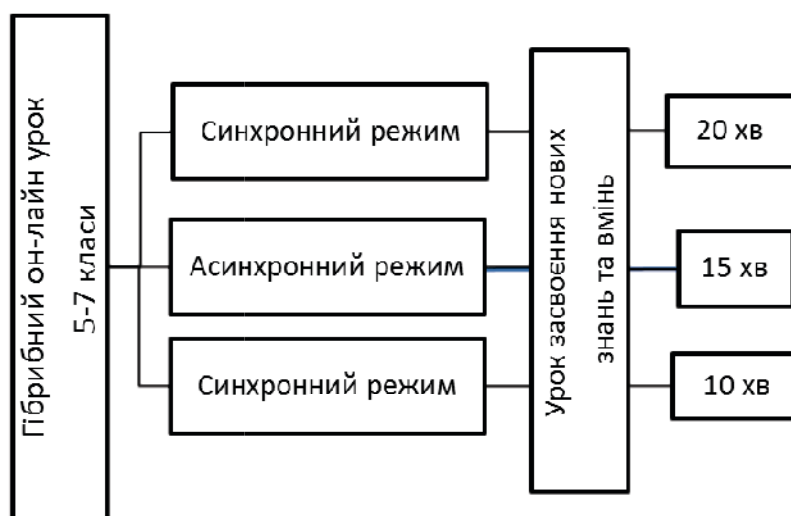 Гібрибний он-лайн урок
5-7 класи
Синхронний режим
Асинхронний режим
Синхронний режим
Урок засвоєння нових
знань та вмінь
20 хв
15 хв
10 хв